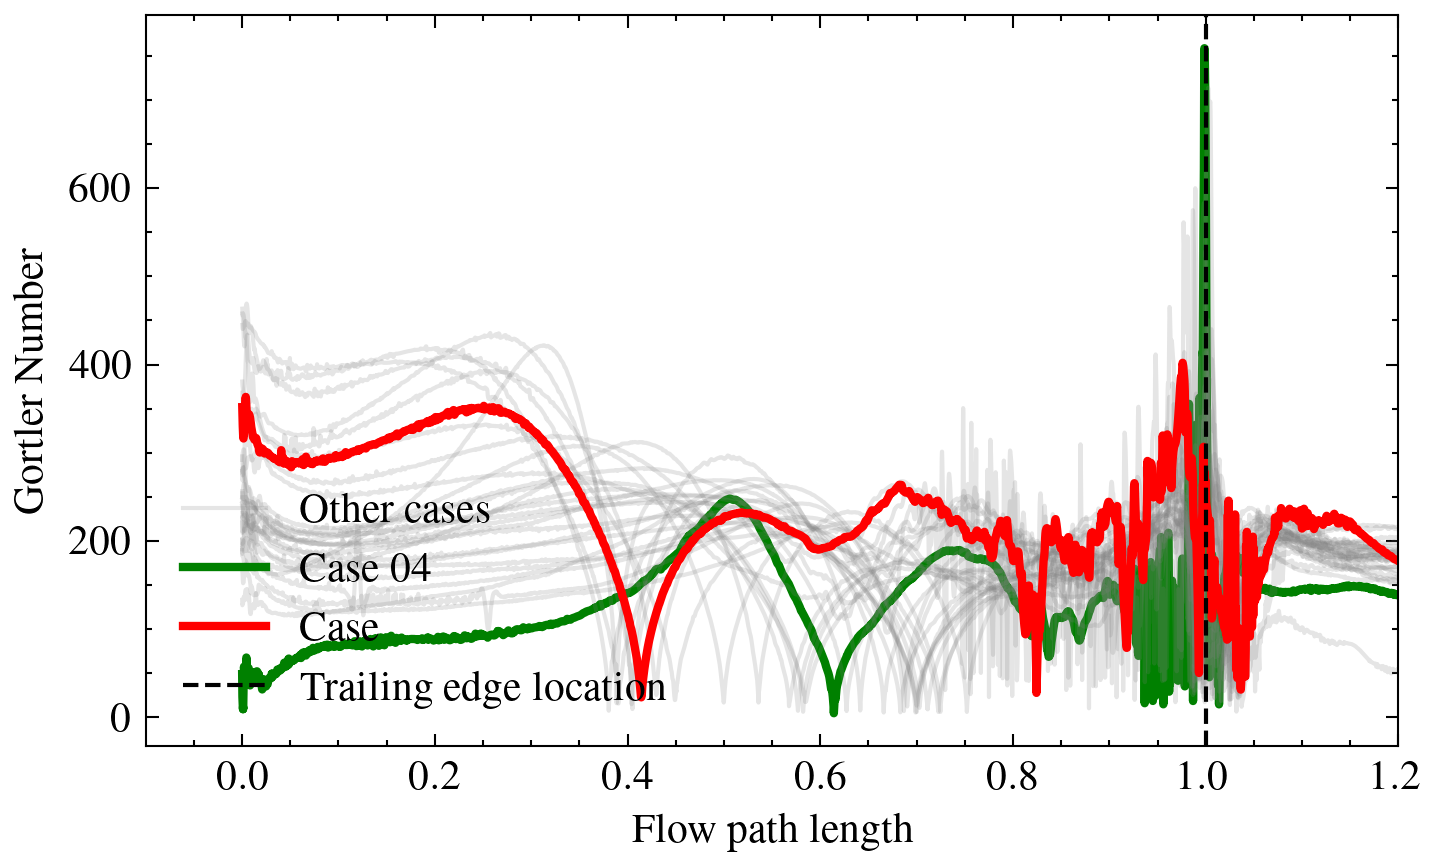 600
400
200
0
Gortler Number
Other cases
Case 04
Case
Trailing edge location
0.0 0.2 0.4 0.6 0.8 1.0 1.2
Flow path length